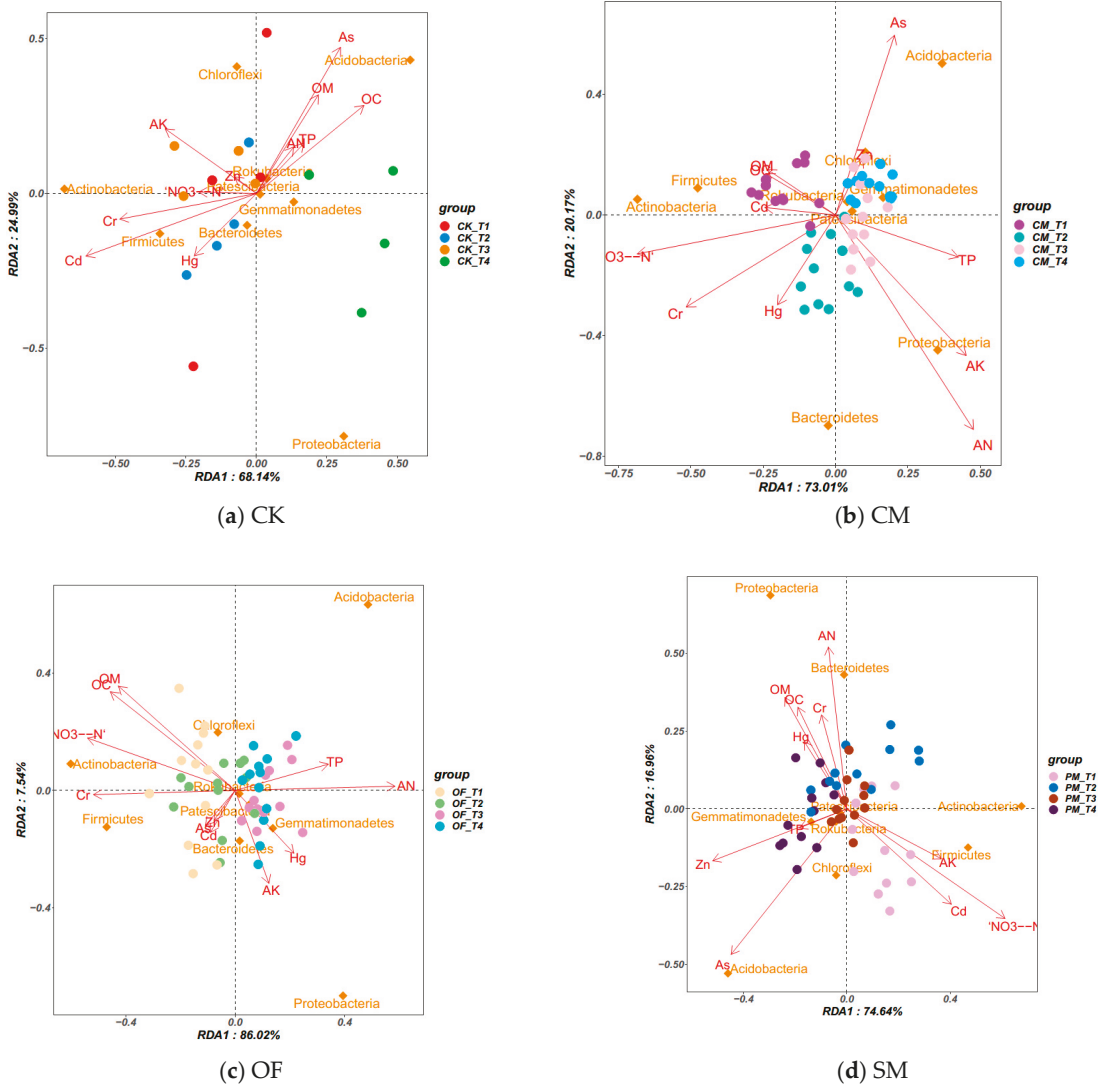 0.5
0.0
-0.5
RDA2 : 24.99%
As
Acidobacteria
Chloroflexi
OM
OC
AK
TP
AN
Zn
Rokubacteria
Actinobacteria
'NO3--N'
Patescibacteria
Gemmatimonadetes
Cr
Firmicutes
Bacteroidetes
Cd
Hg
Proteobacteria
-0.50
-0.25
0.00
0.25
0.50
RDA1 : 68.14%
group
CK_T1
CK_T2
CK_T3
CK_T4
(a) CK
0.4
0.0
-0.4
-0.8
RDA2 : 20.17%
As
Acidobacteria
Zn
Chloroflexi
OM
OC
Firmicutes
Gemmatimonadetes
Rokubacteria
Actinobacteria
Cd
Patescibacteria
O3--N'
TP
Cr
Hg
Proteobacteria
AK
Bacteroidetes
AN
-0.75
-0.50
-0.25
0.00
0.25
0.50
RDA1 : 73.01%
group
CM_T1
CM_T2
CM_T3
CM_T4
(b) CM
0.4
0.0
-0.4
RDA2 : 7.54%
Acidobacteria
OM
OC
Chloroflexi
NO3--N'
Actinobacteria
TP
Rokubacteria
AN
Cr
Patescibacteria
Firmicutes
Zn
As
Gemmatimonadetes
Cd
Bacteroidetes
Hg
AK
Proteobacteria
-0.4
0.0
0.4
RDA1 : 86.02%
group
OF_T1
OF_T2
OF_T3
OF_T4
(c) OF
0.50
0.25
0.00
-0.25
-0.50
RDA2 : 16.96%
Proteobacteria
AN
Bacteroidetes
OM
OC
Cr
Hg
Patescibacteria
Actinobacteria
Gemmatimonadetes
TP
Rokubacteria
Firmicutes
Zn
AK
Chloroflexi
Cd
'NO3--N
As
Acidobacteria
-0.4
0.0
0.4
RDA1 : 74.64%
group
PM_T1
PM_T2
PM_T3
PM_T4
(d) SM